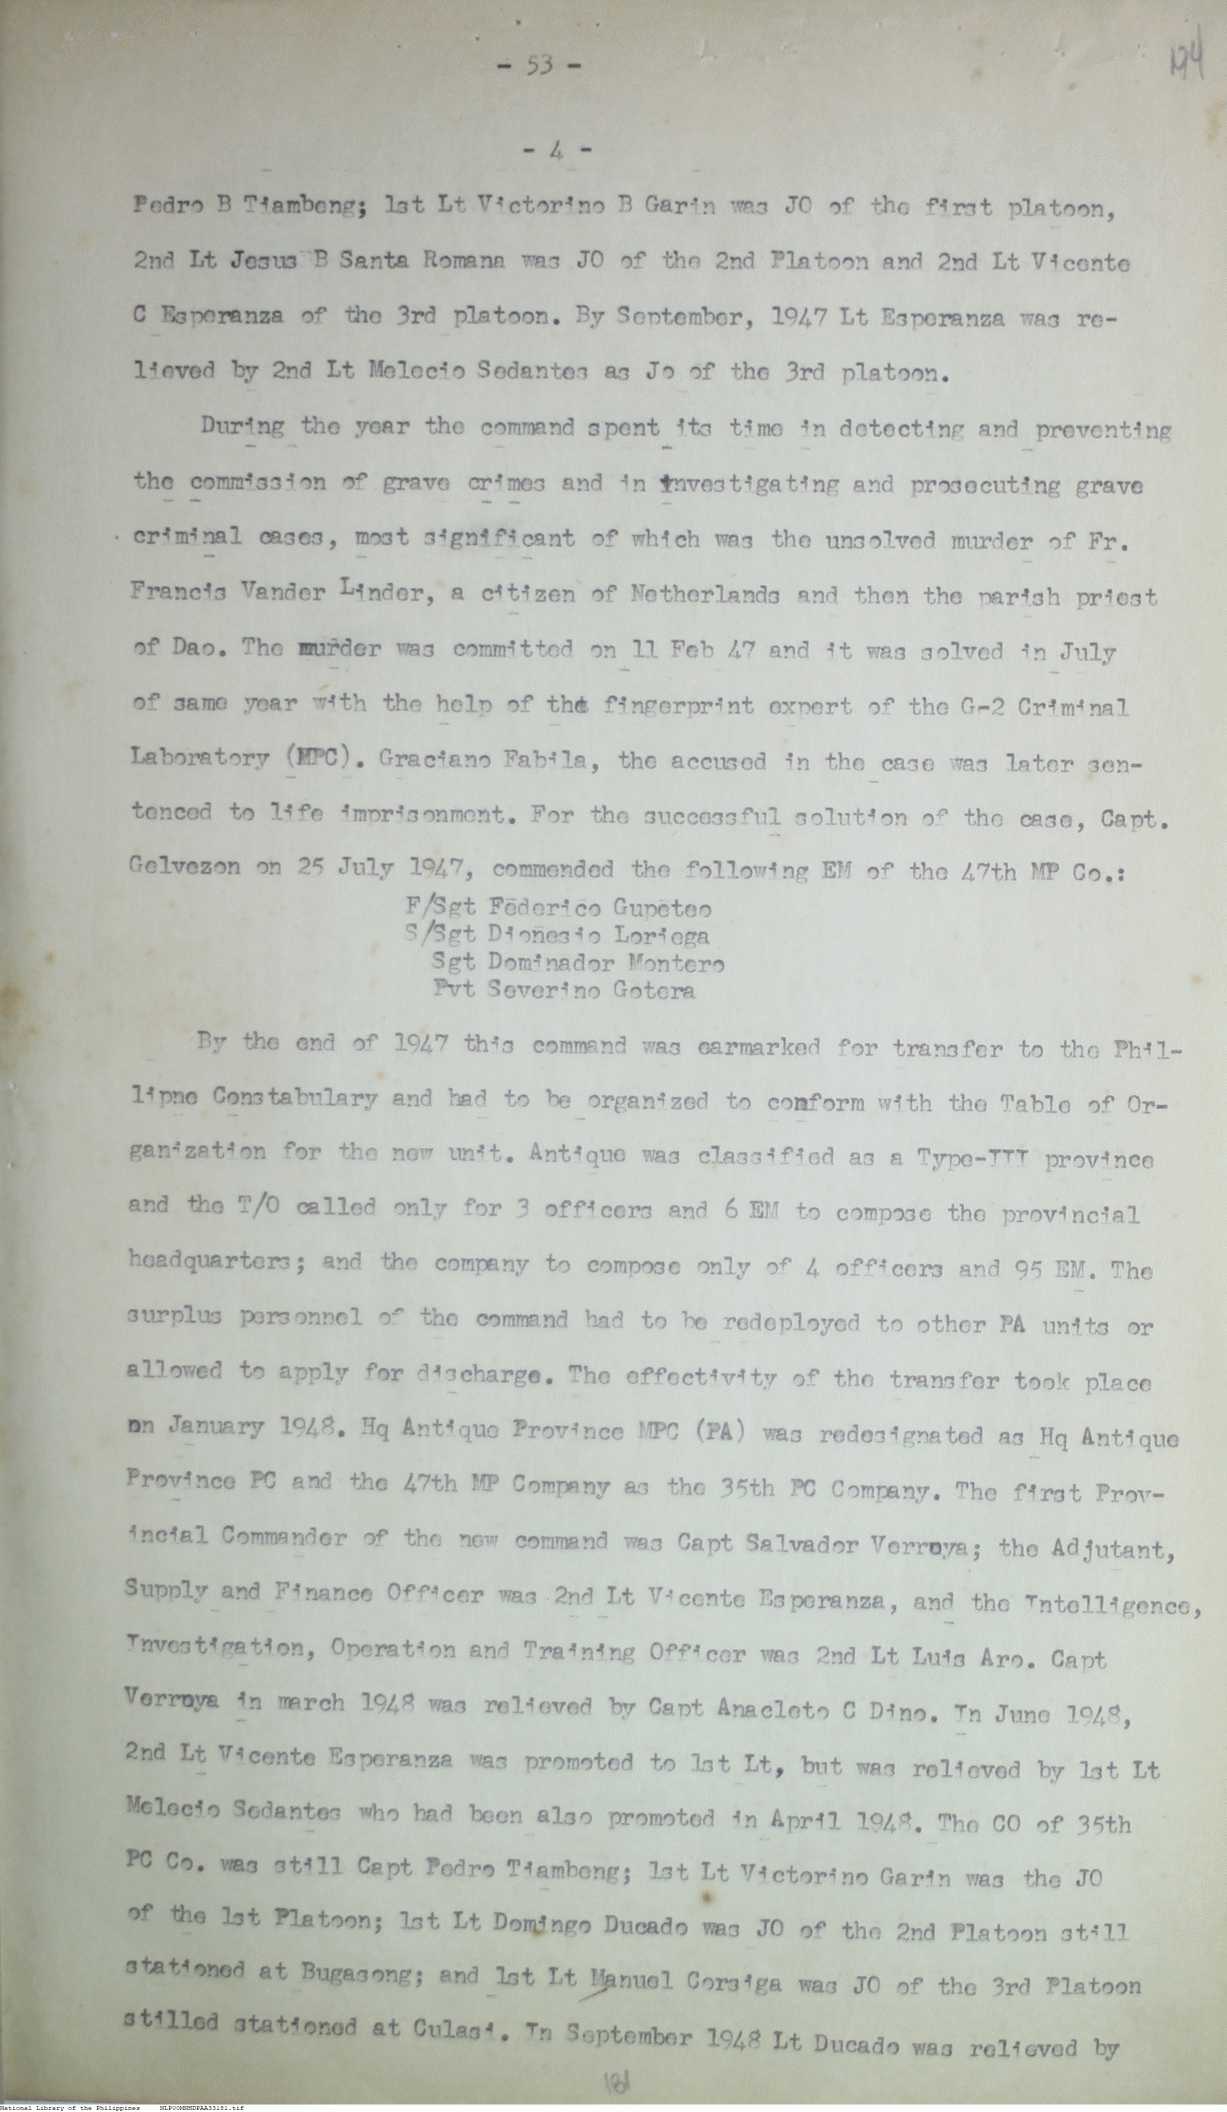 - 53 -
194
- 4 -
Pedro B Tiambeng; 1st Lt Victorino B Garin was JO of the first platoon,
2nd Lt Jesus B Santa Romana was JO of the 2nd Platoon and 2nd Lt Vicente
C Esperanza of the 3rd platoon. By September, 1947 Lt Esperanza was re-
lieved by 2nd Lt Melecio Sedantes as Jo of the 3rd platoon.
During the year the command spent its time in detecting and preventing
the commission of grave crimes and in investigating and prosecuting grave
criminal cases, most significant of which was the unsolved murder of Fr.
Francis Vander Linder, a citizen of Netherlands and then the parish priest
of Dao. The murder was committed on 11 Feb 47 and it was solved in July
of same year with the help of the fingerprint expert of the G-2 Criminal
Laboratory (MPC). Graciano Fabila, the accused in the case was later sen-
tenced to life imprisonment. For the successful solution of the case, Capt.
Gelvezon on 25 July 1947, commended the following EM of the 47th MP Co.:
F/Sgt Federico Gupeteo
S/Sgt Dionesio Loriega
Sgt Dominador Montero
Pvt Severino Gotera
By the end of 1947 this command was earmarked for transfer to the Phil-
lipne Constabulary and had to be organized to conform with the Table of Or-
ganization for the new unit. Antique was classified as a Type-III province
and the T/O called only for 3 officers and 6 EM to compose the provincial
headquarters; and the company to compose only of 4 officers and 95 EM. The
surplus personnel of the command had to be redeployed to other PA units or
allowed to apply for discharge. The effectivity of the transfer took place
on January 1948. Hq Antique Province MPC (PA) was redesignated as Hq Antique
Province PC and the 47th MP Company as the 35th PC Company. The first Prov-
incial Commander of the new command was Capt Salvador Verroya; the Adjutant,
Supply and Finance Officer was 2nd Lt Vicente Esperanza, and the Intelligence,
Investigation, Operation and Training Officer was 2nd Lt Luis Aro. Capt
Verroya in march 1948 was relieved by Capt Anacleto C Dino. In June 1948,
2nd Lt Vicente Esperanza was promoted to 1st Lt, but was relieved by 1st Lt
Melecio Sedantes who had been also promoted in April 1948. The CO of 35th
PC Co. was still Capt Pedro Tiambeng; 1st Lt Victorino Garin was the JO
of the 1st Platoon; 1st Lt Domingo Ducado was JO of the 2nd Platoon still
stationed at Bugasong; and 1st Lt Manuel Corsiga was JO of the 3rd Platoon
stilled stationed at Culasi. In September 1948 Lt Ducado was relieved by
181
National Library of the Philippines NLPVOMNHDPAA33181.tif